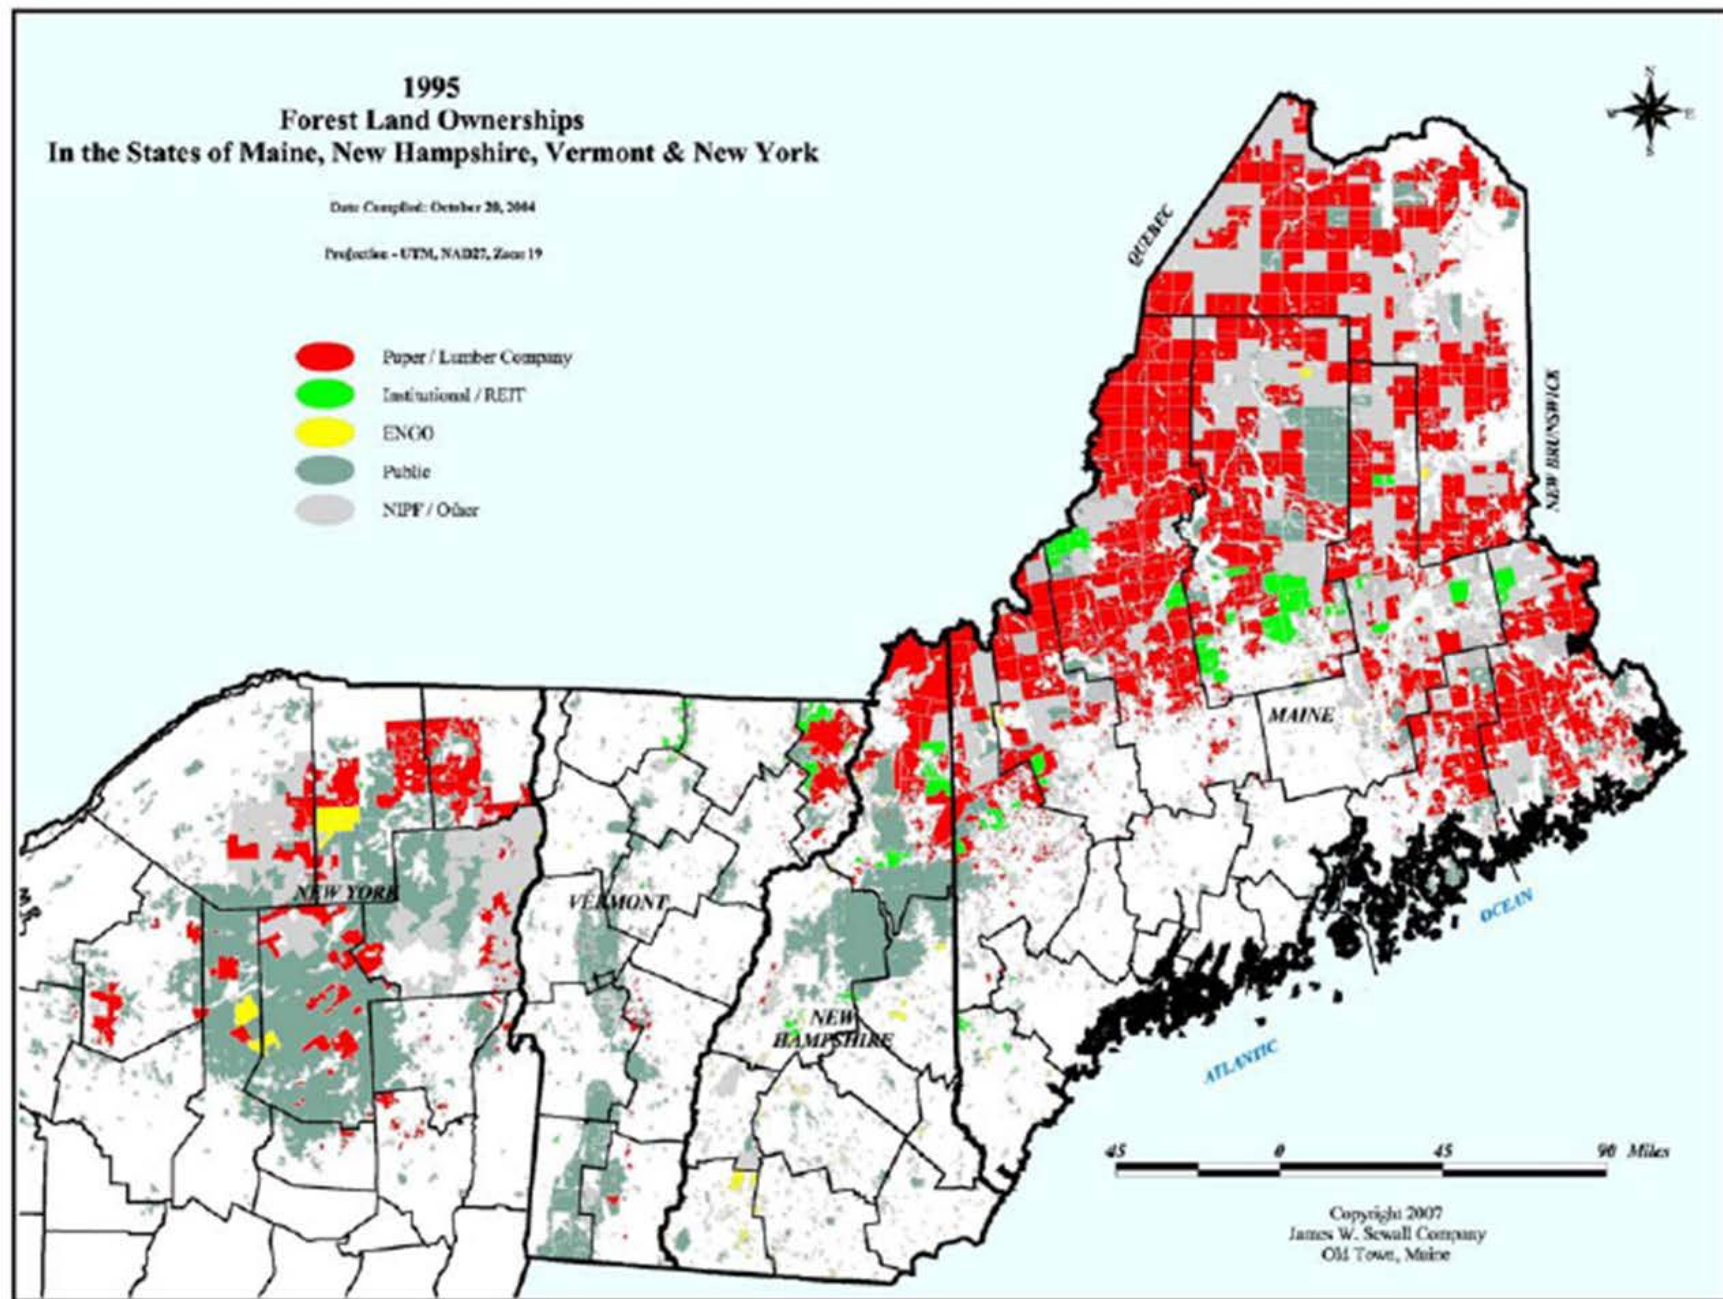 1995
Forest Land Ownerships
In the States of Maine, New Hampshire, Vermont & New York
Date Compiled: October 20, 2004
Projection - UTM, NAD27, Zone 19
Paper / Lumber Company
Institutional / REIT
ENGO
Public
NIPF / Other
N
W
E
S
QUEBEC
NEW BRUNSWICK
MAINE
NEW YORK
VERMONT
NEW
HAMPSHIRE
OCEAN
ATLANTIC
45 0 45 90 Miles
Copyright 2007
James W. Sewall Company
Old Town, Maine